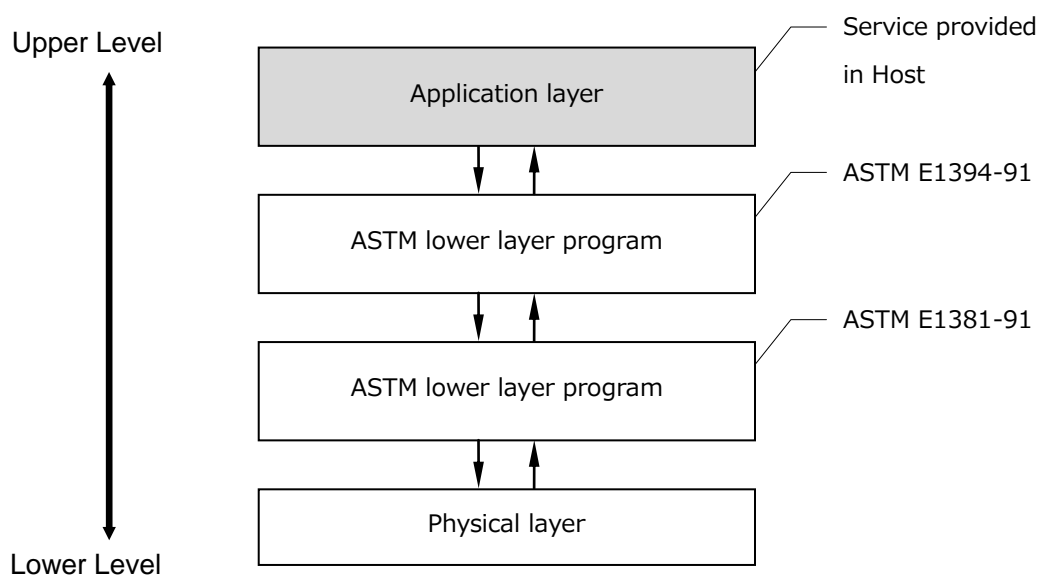 Upper Level
Service provided
in Host
Application layer
ASTM E1394-91
ASTM lower layer program
ASTM E1381-91
ASTM lower layer program
Physical layer
Lower Level